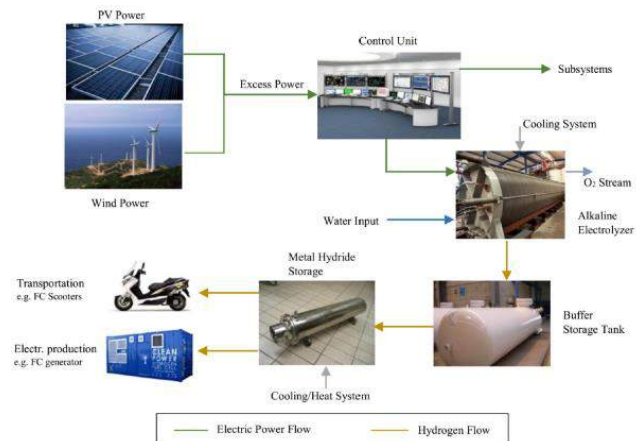 PV Power
Control Unit
Subsystems
Excess Power
Cooling System
O₂ Stream
Wind Power
Water Input
Alkaline
Electrolyzer
Metal Hydride
Storage
Transportation
e.g. FC Scooters
Buffer
Storage Tank
Electr. production
e.g. FC generator
CLEAN
POWER
Cooling/Heat System
Electric Power Flow
Hydrogen Flow